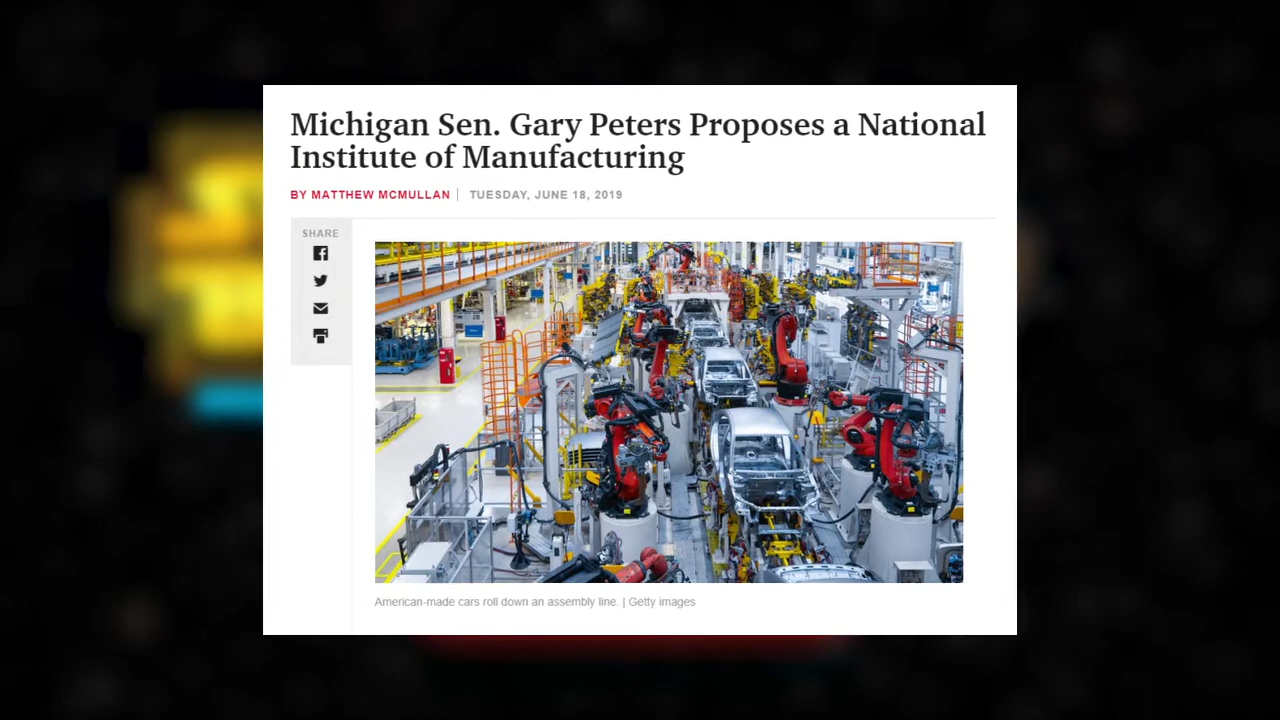 Michigan Sen. Gary Peters Proposes a National
Institute of Manufacturing
BY MATTHEW MCMULLAN | TUESDAY, JUNE 18, 2019
SHARE
American-made cars roll down an assembly line. | Getty images